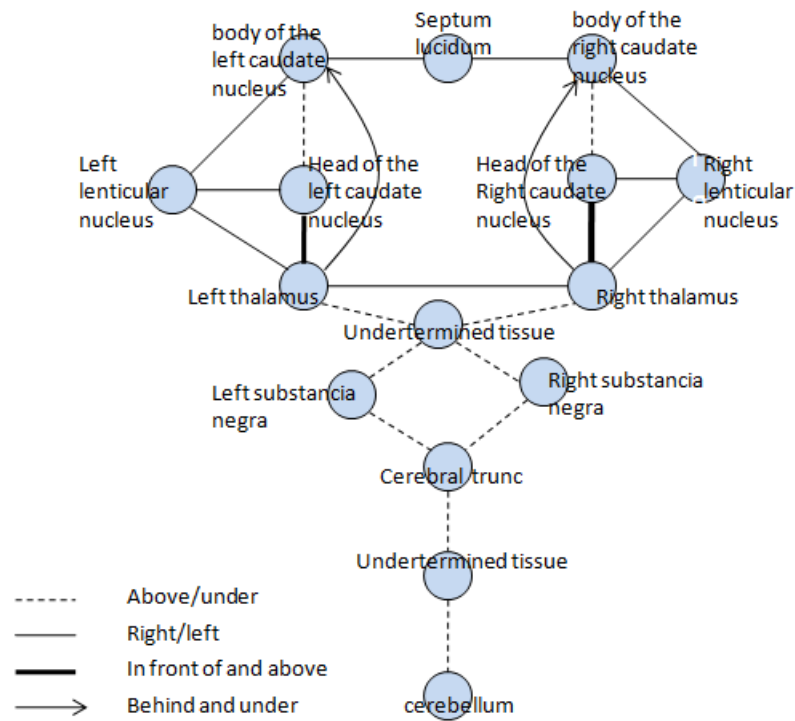 body of the
left caudate
nucleus
Septum
lucidum
body of the
right caudate
nucleus
Left
lenticular
nucleus
Head of the
left caudate
nucleus
Head of the
Right caudate
nucleus
Right
lenticular
nucleus
Left thalamus
Right thalamus
Undertermined tissue
Left substancia
negra
Right substancia
negra
Cerebral trunc
Undertermined tissue
cerebellum
Above/under
Right/left
In front of and above
Behind and under